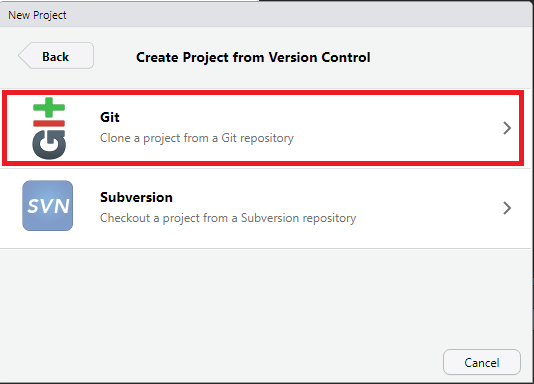 New Project
Back
Create Project from Version Control
git
Git
Clone a project from a Git repository
SVN
Subversion
Checkout a project from a Subversion repository
Cancel